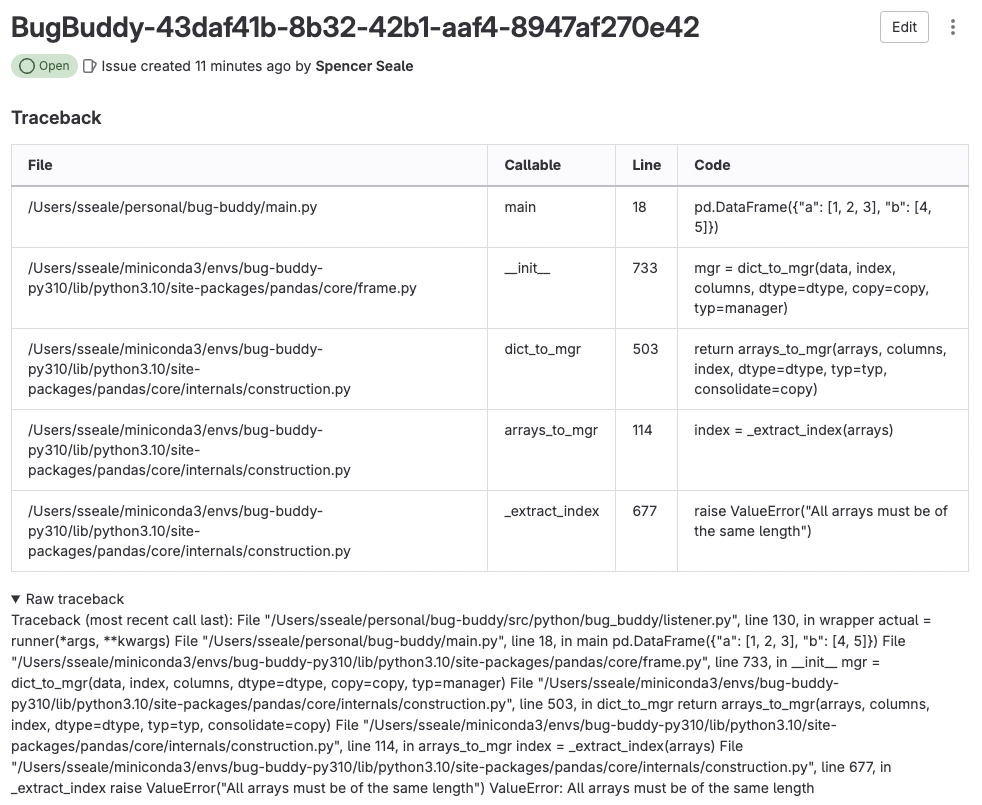 BugBuddy-43daf41b-8b32-42b1-aaf4-8947af270e42
Edit
Open
Issue created 11 minutes ago by Spencer Seale
Traceback
File Callable Line Code
/Users/sseale/personal/bug-buddy/main.py main 18 pd.DataFrame({"a": [1, 2, 3], "b": [4,
5]})
/Users/sseale/miniconda3/envs/bug-buddy- __init__ 733 mgr = dict_to_mgr(data, index,
py310/lib/python3.10/site-packages/pandas/core/frame.py columns, dtype=dtype, copy=copy,
typ=manager)
/Users/sseale/miniconda3/envs/bug-buddy- dict_to_mgr 503 return arrays_to_mgr(arrays, columns,
py310/lib/python3.10/site- index, dtype=dtype, typ=typ,
packages/pandas/core/internals/construction.py consolidate=copy)
/Users/sseale/miniconda3/envs/bug-buddy- arrays_to_mgr 114 index = _extract_index(arrays)
py310/lib/python3.10/site-
packages/pandas/core/internals/construction.py
/Users/sseale/miniconda3/envs/bug-buddy- _extract_index 677 raise ValueError("All arrays must be of
py310/lib/python3.10/site- the same length")
packages/pandas/core/internals/construction.py
Raw traceback
Traceback (most recent call last): File "/Users/sseale/personal/bug-buddy/src/python/bug_buddy/listener.py", line 130, in wrapper actual =
runner(*args, **kwargs) File "/Users/sseale/personal/bug-buddy/main.py", line 18, in main pd.DataFrame({"a": [1, 2, 3], "b": [4, 5]}) File
"/Users/sseale/miniconda3/envs/bug-buddy-py310/lib/python3.10/site-packages/pandas/core/frame.py", line 733, in __init__ mgr =
dict_to_mgr(data, index, columns, dtype=dtype, copy=copy, typ=manager) File "/Users/sseale/miniconda3/envs/bug-buddy-
py310/lib/python3.10/site-packages/pandas/core/internals/construction.py", line 503, in dict_to_mgr return arrays_to_mgr(arrays, columns,
index, dtype=dtype, typ=typ, consolidate=copy) File "/Users/sseale/miniconda3/envs/bug-buddy-py310/lib/python3.10/site-
packages/pandas/core/internals/construction.py", line 114, in arrays_to_mgr index = _extract_index(arrays) File
"/Users/sseale/miniconda3/envs/bug-buddy-py310/lib/python3.10/site-packages/pandas/core/internals/construction.py", line 677, in
_extract_index raise ValueError("All arrays must be of the same length") ValueError: All arrays must be of the same length